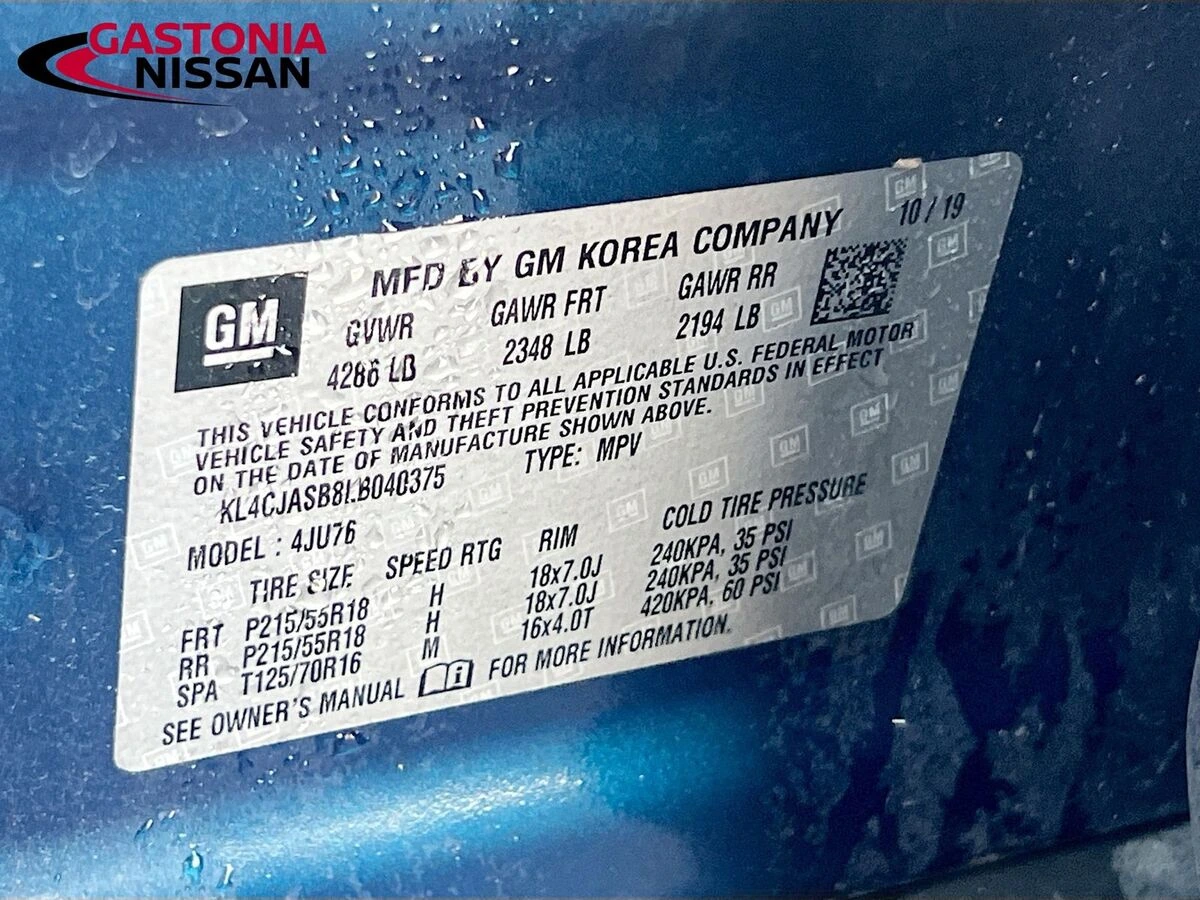 GASTONIA
NISSAN
10 / 19
MFD BY GM KOREA COMPANY
GM
GVWR GAWR FRT GAWR RR
4286 LB 2348 LB 2194 LB
THIS VEHICLE CONFORMS TO ALL APPLICABLE U.S. FEDERAL MOTOR
VEHICLE SAFETY AND THEFT PREVENTION STANDARDS IN EFFECT
ON THE DATE OF MANUFACTURE SHOWN ABOVE.
KL4CJASB8LB040375 TYPE: MPV
MODEL : 4JU76
TIRE SIZE SPEED RTG RIM COLD TIRE PRESSURE
FRT P215/55R18 H 18x7.0J 240KPA, 35 PSI
RR P215/55R18 H 18x7.0J 240KPA, 35 PSI
SPA T125/70R16 M 16x4.0T 420KPA, 60 PSI
SEE OWNER'S MANUAL FOR MORE INFORMATION.